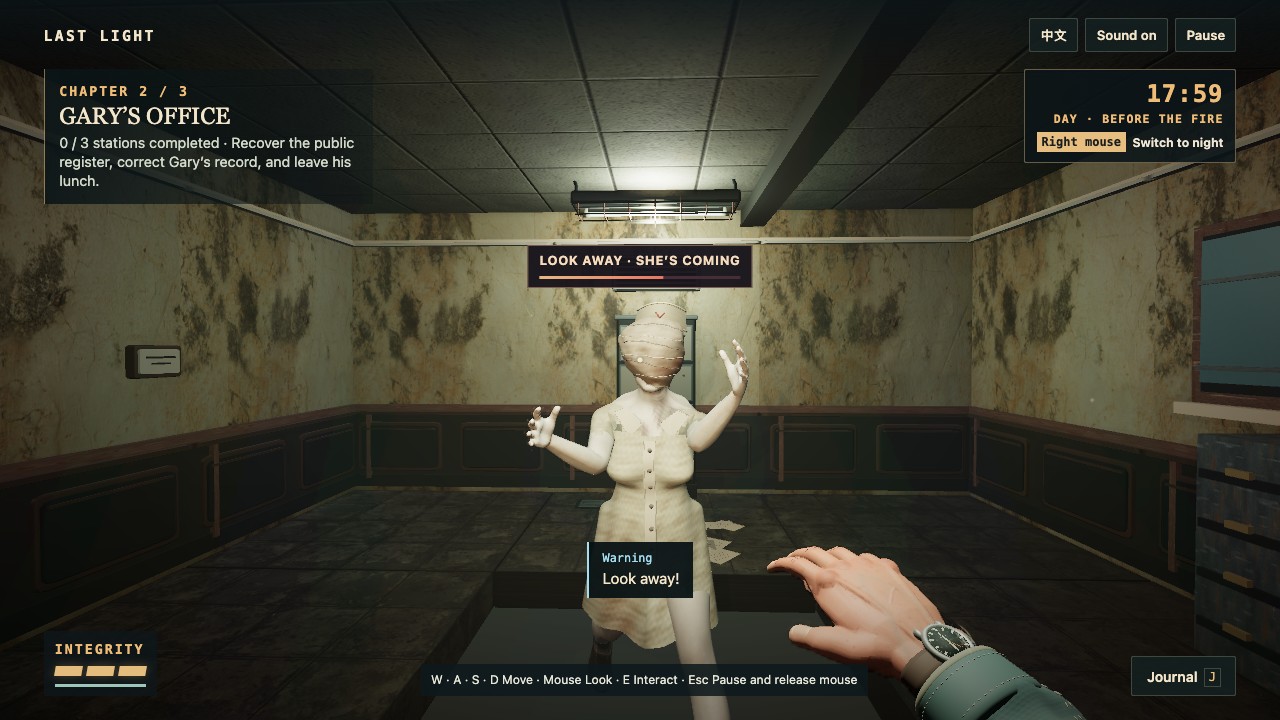 LAST LIGHT
中文
Sound on
Pause
CHAPTER 2 / 3
GARY’S OFFICE
0 / 3 stations completed · Recover the public
register, correct Gary’s record, and leave his
lunch.
17:59
DAY · BEFORE THE FIRE
Right mouse Switch to night
LOOK AWAY · SHE’S COMING
Warning
Look away!
INTEGRITY
W · A · S · D Move · Mouse Look · E Interact · Esc Pause and release mouse
Journal J